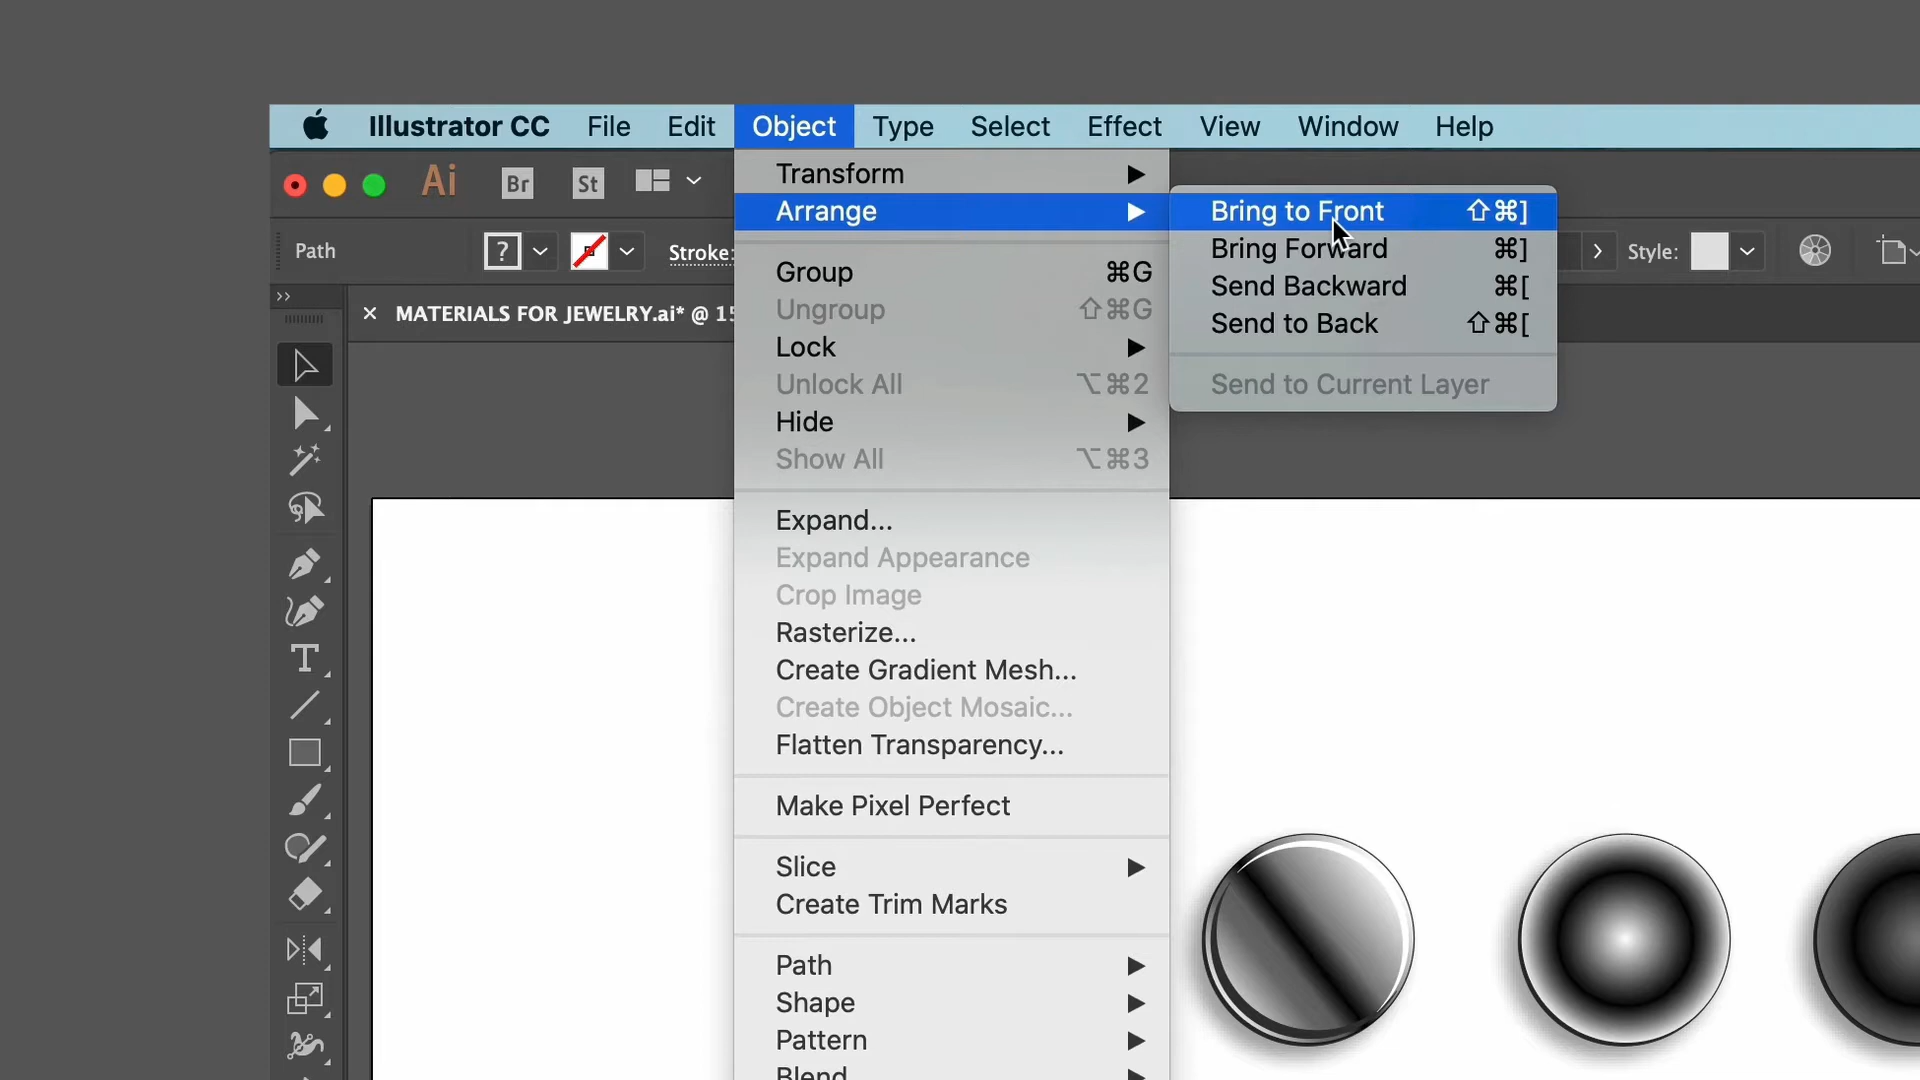 Illustrator CC File Edit Object Type Select Effect View Window Help
Ai Br St
Path ? Stroke: Style:
× MATERIALS FOR JEWELRY.ai* @ 15
Transform
Arrange
Group ⌘G
Ungroup ⇧⌘G
Lock
Unlock All ⌥⌘2
Hide
Show All ⌥⌘3
Expand...
Expand Appearance
Crop Image
Rasterize...
Create Gradient Mesh...
Create Object Mosaic...
Flatten Transparency...
Make Pixel Perfect
Slice
Create Trim Marks
Path
Shape
Pattern
Blend
Bring to Front ⇧⌘]
Bring Forward ⌘]
Send Backward ⌘[
Send to Back ⇧⌘[
Send to Current Layer